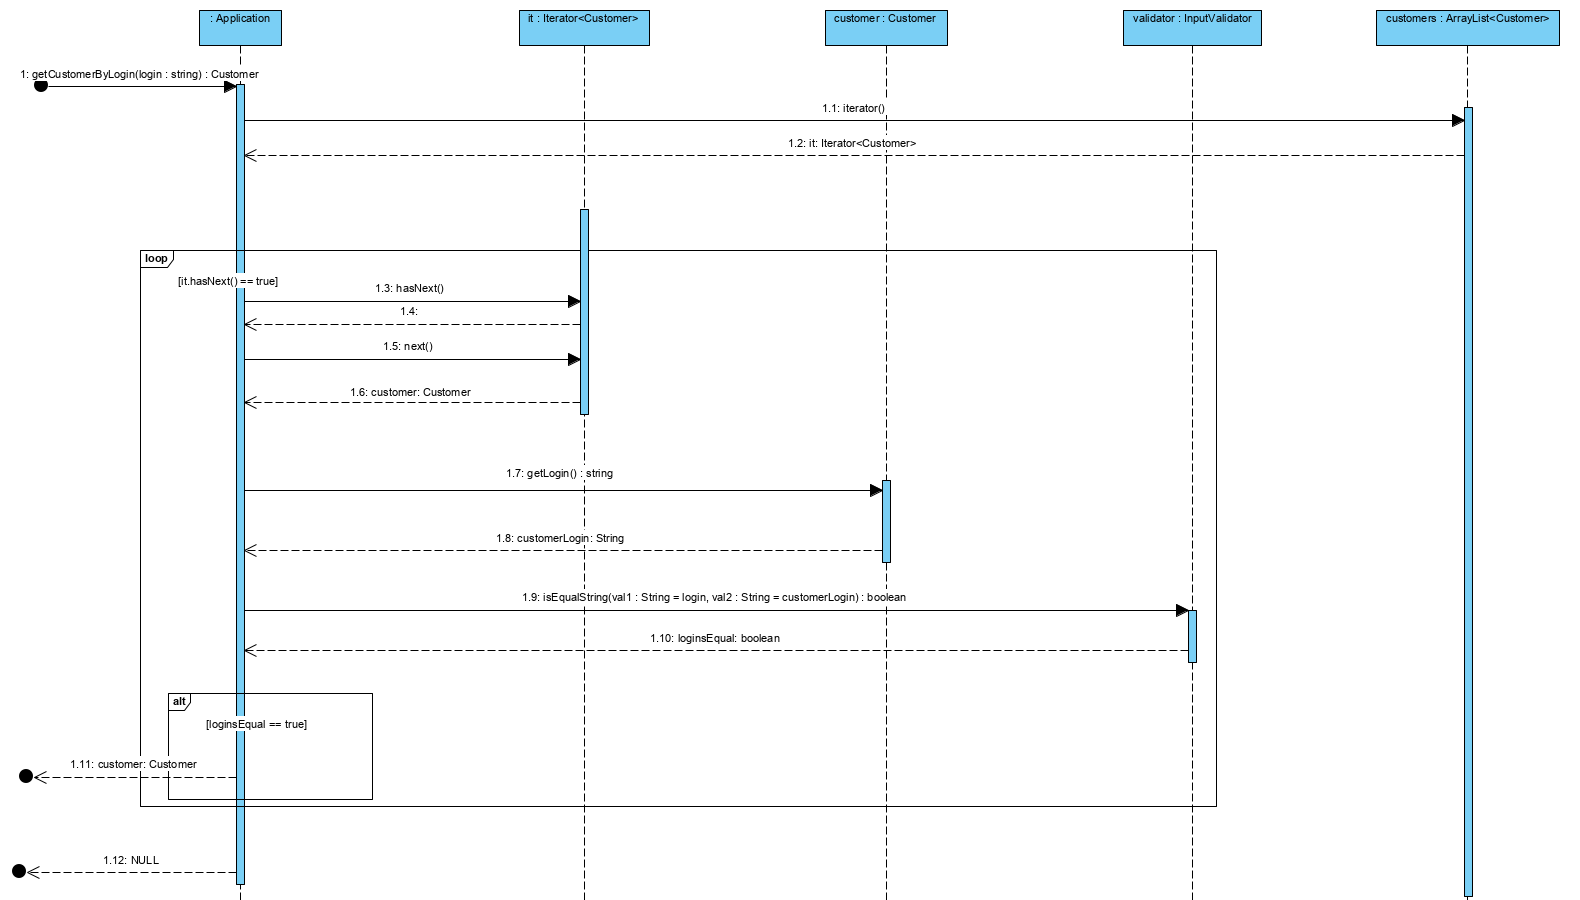 : Application
it : Iterator<Customer>
customer : Customer
validator : InputValidator
customers : ArrayList<Customer>
1: getCustomerByLogin(login : string) : Customer
1.1: iterator()
1.2: it: Iterator<Customer>
loop
[it.hasNext() == true]
1.3: hasNext()
1.4:
1.5: next()
1.6: customer: Customer
1.7: getLogin() : string
1.8: customerLogin: String
1.9: isEqualString(val1 : String = login, val2 : String = customerLogin) : boolean
1.10: loginsEqual: boolean
alt
[loginsEqual == true]
1.11: customer: Customer
1.12: NULL